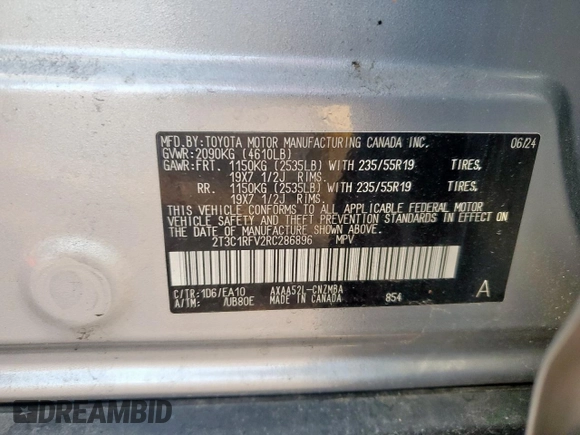 MFD.BY:TOYOTA MOTOR MANUFACTURING CANADA INC. 06/24
GVWR:2090KG (4610LB)
GAWR:FRT. 1150KG (2535LB) WITH 235/55R19 TIRES,
19X7 1/2J RIMS.
RR. 1150KG (2535LB) WITH 235/55R19 TIRES,
19X7 1/2J RIMS.
THIS VEHICLE CONFORMS TO ALL APPLICABLE FEDERAL MOTOR
VEHICLE SAFETY AND THEFT PREVENTION STANDARDS IN EFFECT ON
THE DATE OF MANUFACTURE SHOWN ABOVE.
2T3C1RFV2RC286896 MPV
C/TR:1D6/EA10 AXAA52L-CNZMBA
A/TM: /UB80E MADE IN CANADA 854 A
DREAMBID